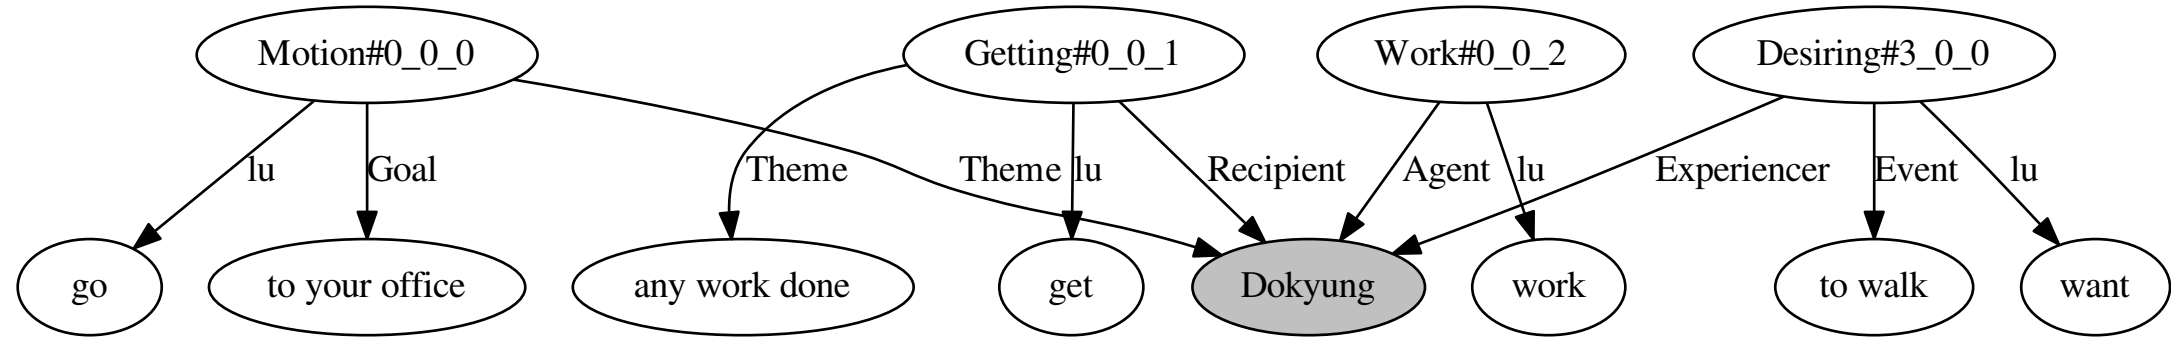 Motion#0_0_0 Getting#0_0_1 Work#0_0_2 Desiring#3_0_0
lu Goal Theme Theme lu Recipient Agent lu Experiencer Event lu
go to your office any work done get Dokyung work to walk want